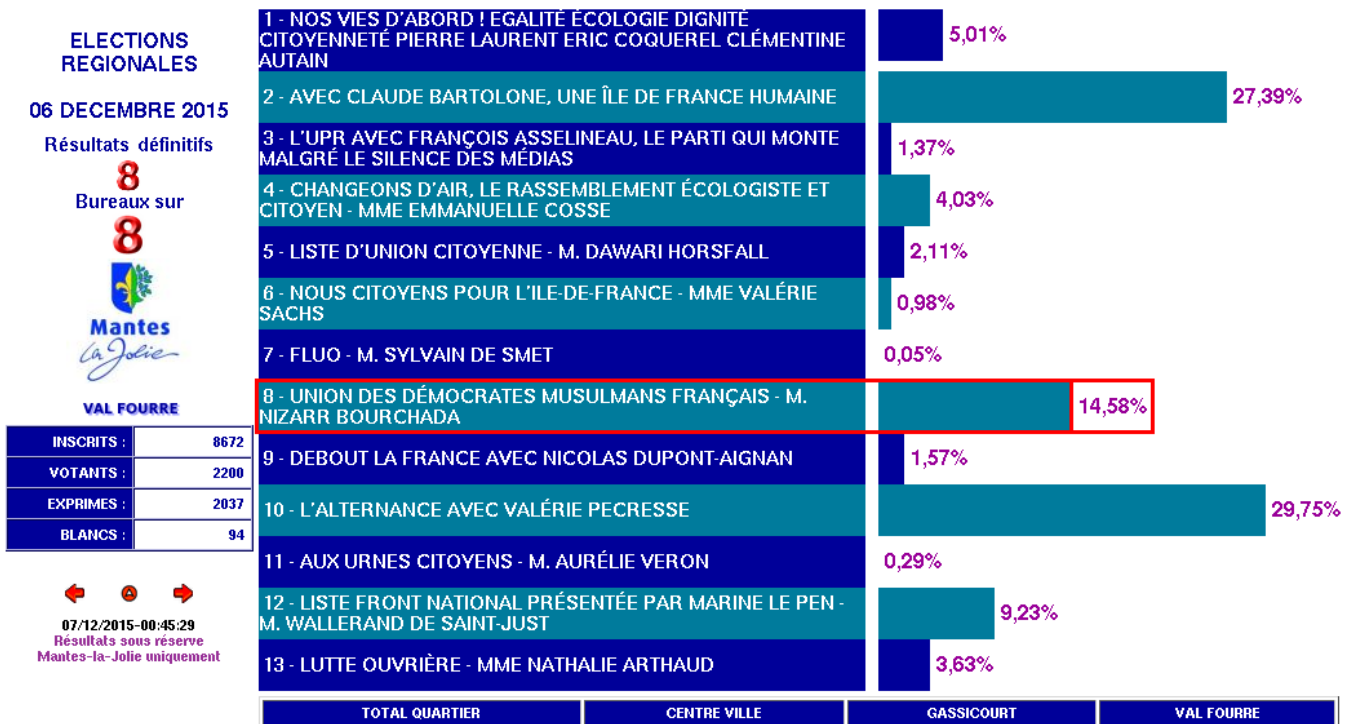 ELECTIONS
REGIONALES
06 DECEMBRE 2015
Résultats définitifs
8
Bureaux sur
8
Mantes
la Jolie
VAL FOURRE
INSCRITS : 8672
VOTANTS : 2200
EXPRIMES : 2037
BLANCS : 94
07/12/2015-00:45:29
Résultats sous réserve
Mantes-la-Jolie uniquement
1 - NOS VIES D'ABORD ! EGALITÉ ÉCOLOGIE DIGNITÉ
CITOYENNETÉ PIERRE LAURENT ERIC COQUEREL CLÉMENTINE
AUTAIN
5,01%
2 - AVEC CLAUDE BARTOLONE, UNE ÎLE DE FRANCE HUMAINE
27,39%
3 - L'UPR AVEC FRANÇOIS ASSELINEAU, LE PARTI QUI MONTE
MALGRÉ LE SILENCE DES MÉDIAS
1,37%
4 - CHANGEONS D'AIR, LE RASSEMBLEMENT ÉCOLOGISTE ET
CITOYEN - MME EMMANUELLE COSSE
4,03%
5 - LISTE D'UNION CITOYENNE - M. DAWARI HORSFALL
2,11%
6 - NOUS CITOYENS POUR L'ILE-DE-FRANCE - MME VALÉRIE
SACHS
0,98%
7 - FLUO - M. SYLVAIN DE SMET
0,05%
8 - UNION DES DÉMOCRATES MUSULMANS FRANÇAIS - M.
NIZARR BOURCHADA
14,58%
9 - DEBOUT LA FRANCE AVEC NICOLAS DUPONT-AIGNAN
1,57%
10 - L'ALTERNANCE AVEC VALÉRIE PECRESSE
29,75%
11 - AUX URNES CITOYENS - M. AURÉLIE VERON
0,29%
12 - LISTE FRONT NATIONAL PRÉSENTÉE PAR MARINE LE PEN -
M. WALLERAND DE SAINT-JUST
9,23%
13 - LUTTE OUVRIÈRE - MME NATHALIE ARTHAUD
3,63%
TOTAL QUARTIER CENTRE VILLE GASSICOURT VAL FOURRE